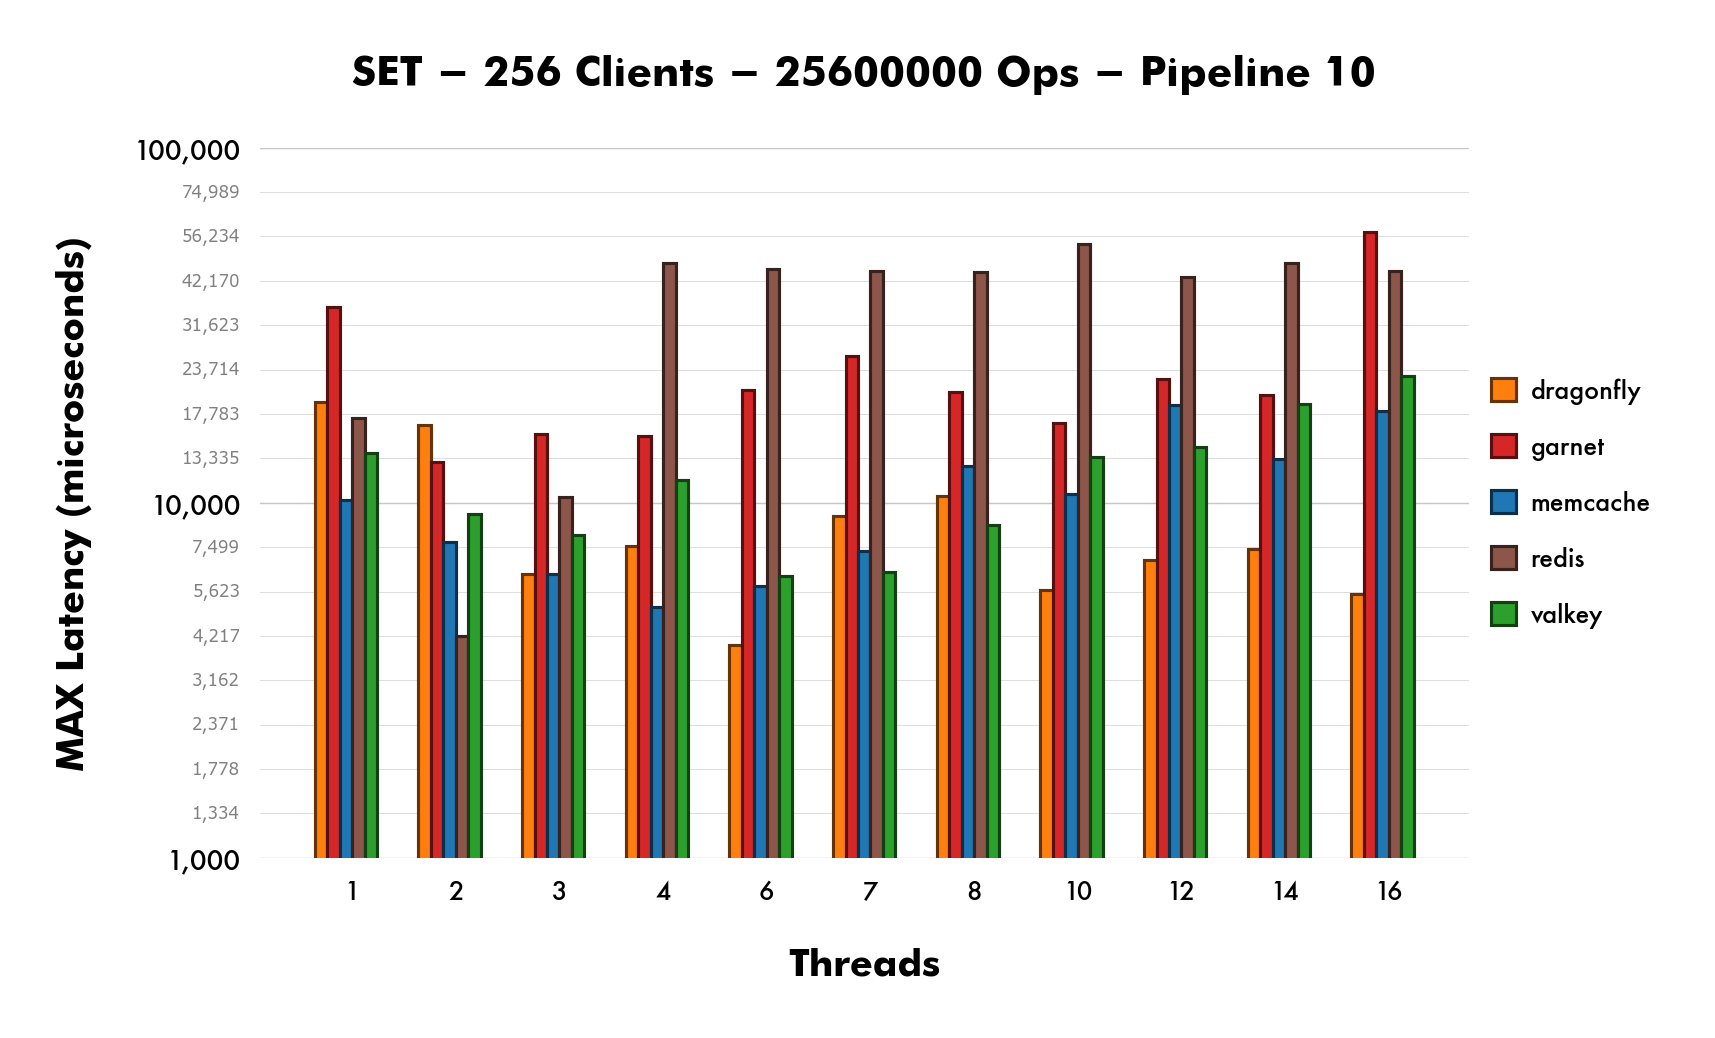 SET – 256 Clients – 25600000 Ops – Pipeline 10
MAX Latency (microseconds)
100,000
74,989
56,234
42,170
31,623
23,714
17,783
13,335
10,000
7,499
5,623
4,217
3,162
2,371
1,778
1,334
1,000
1 2 3 4 6 7 8 10 12 14 16
Threads
dragonfly
garnet
memcache
redis
valkey